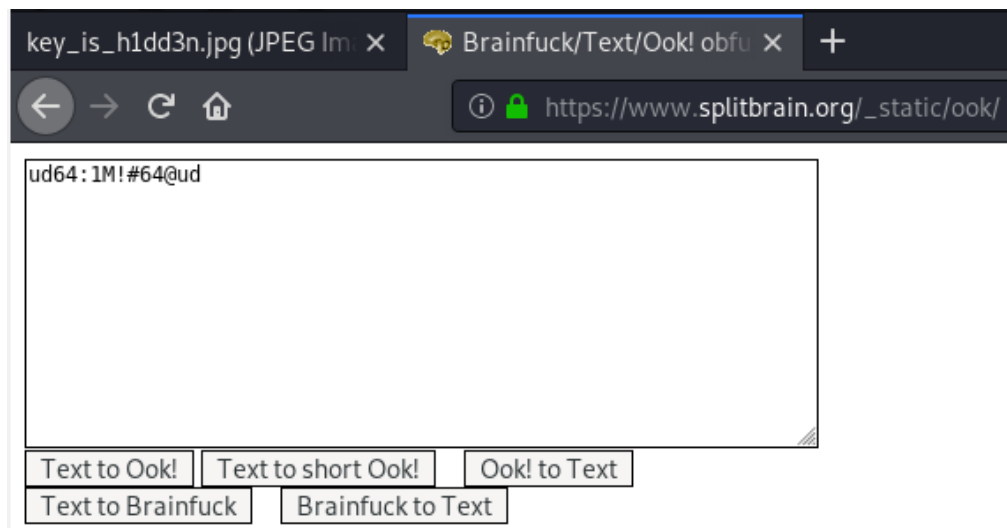 key_is_h1dd3n.jpg (JPEG Im
Brainfuck/Text/Ook! obfu
https://www.splitbrain.org/_static/ook/
ud64:1M!#64@ud
Text to Ook! Text to short Ook! Ook! to Text
Text to Brainfuck Brainfuck to Text